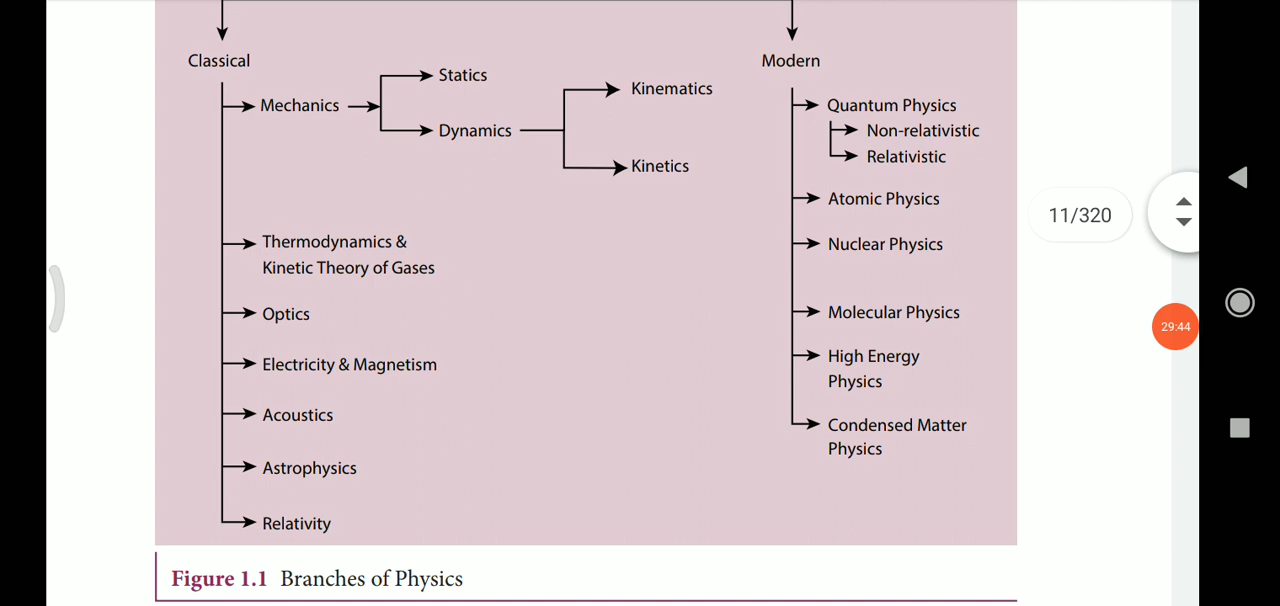 Classical
Mechanics
Statics
Dynamics
Kinematics
Kinetics
Thermodynamics &
Kinetic Theory of Gases
Optics
Electricity & Magnetism
Acoustics
Astrophysics
Relativity
Modern
Quantum Physics
Non-relativistic
Relativistic
Atomic Physics
Nuclear Physics
Molecular Physics
High Energy
Physics
Condensed Matter
Physics
Figure 1.1 Branches of Physics
11/320
29:44